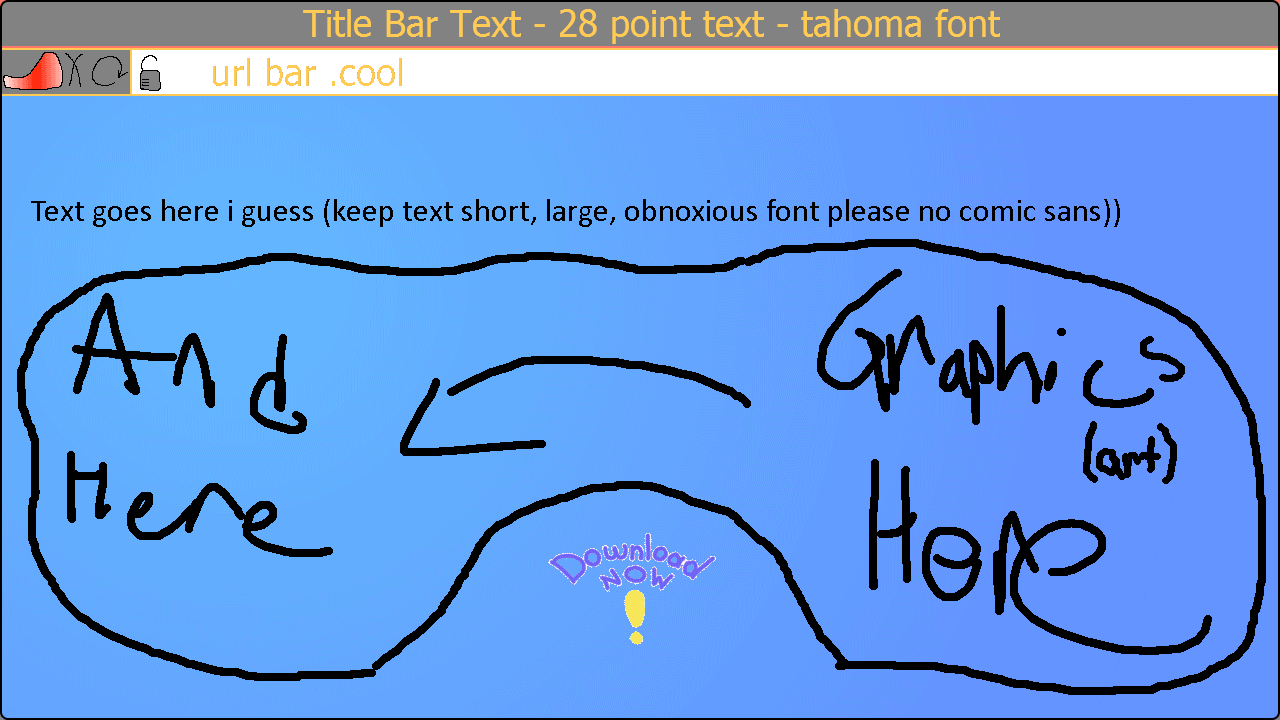 Title Bar Text - 28 point text - tahoma font
url bar .cool
Text goes here i guess (keep text short, large, obnoxious font please no comic sans))
And
Here
Graphics
(art)
Here
Download
NOW
!